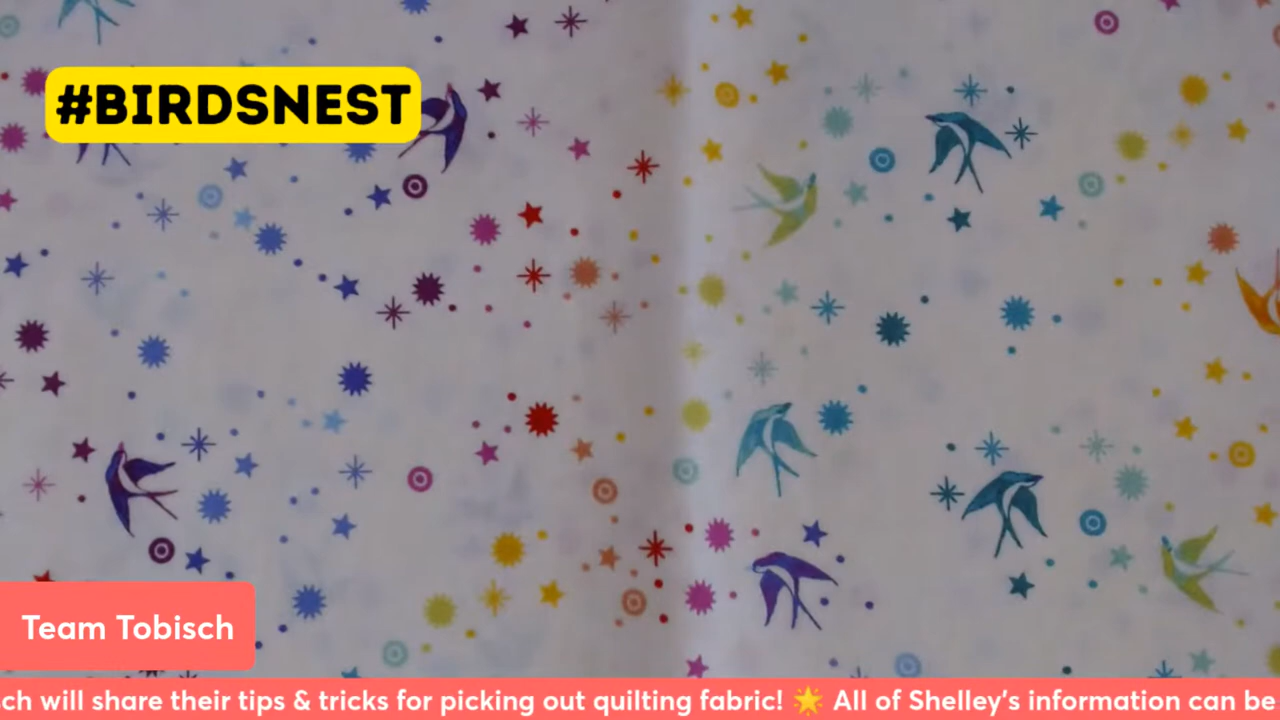 #BIRDSNEST
Team Tobisch
ch will share their tips & tricks for picking out quilting fabric! 🌟 All of Shelley's information can be